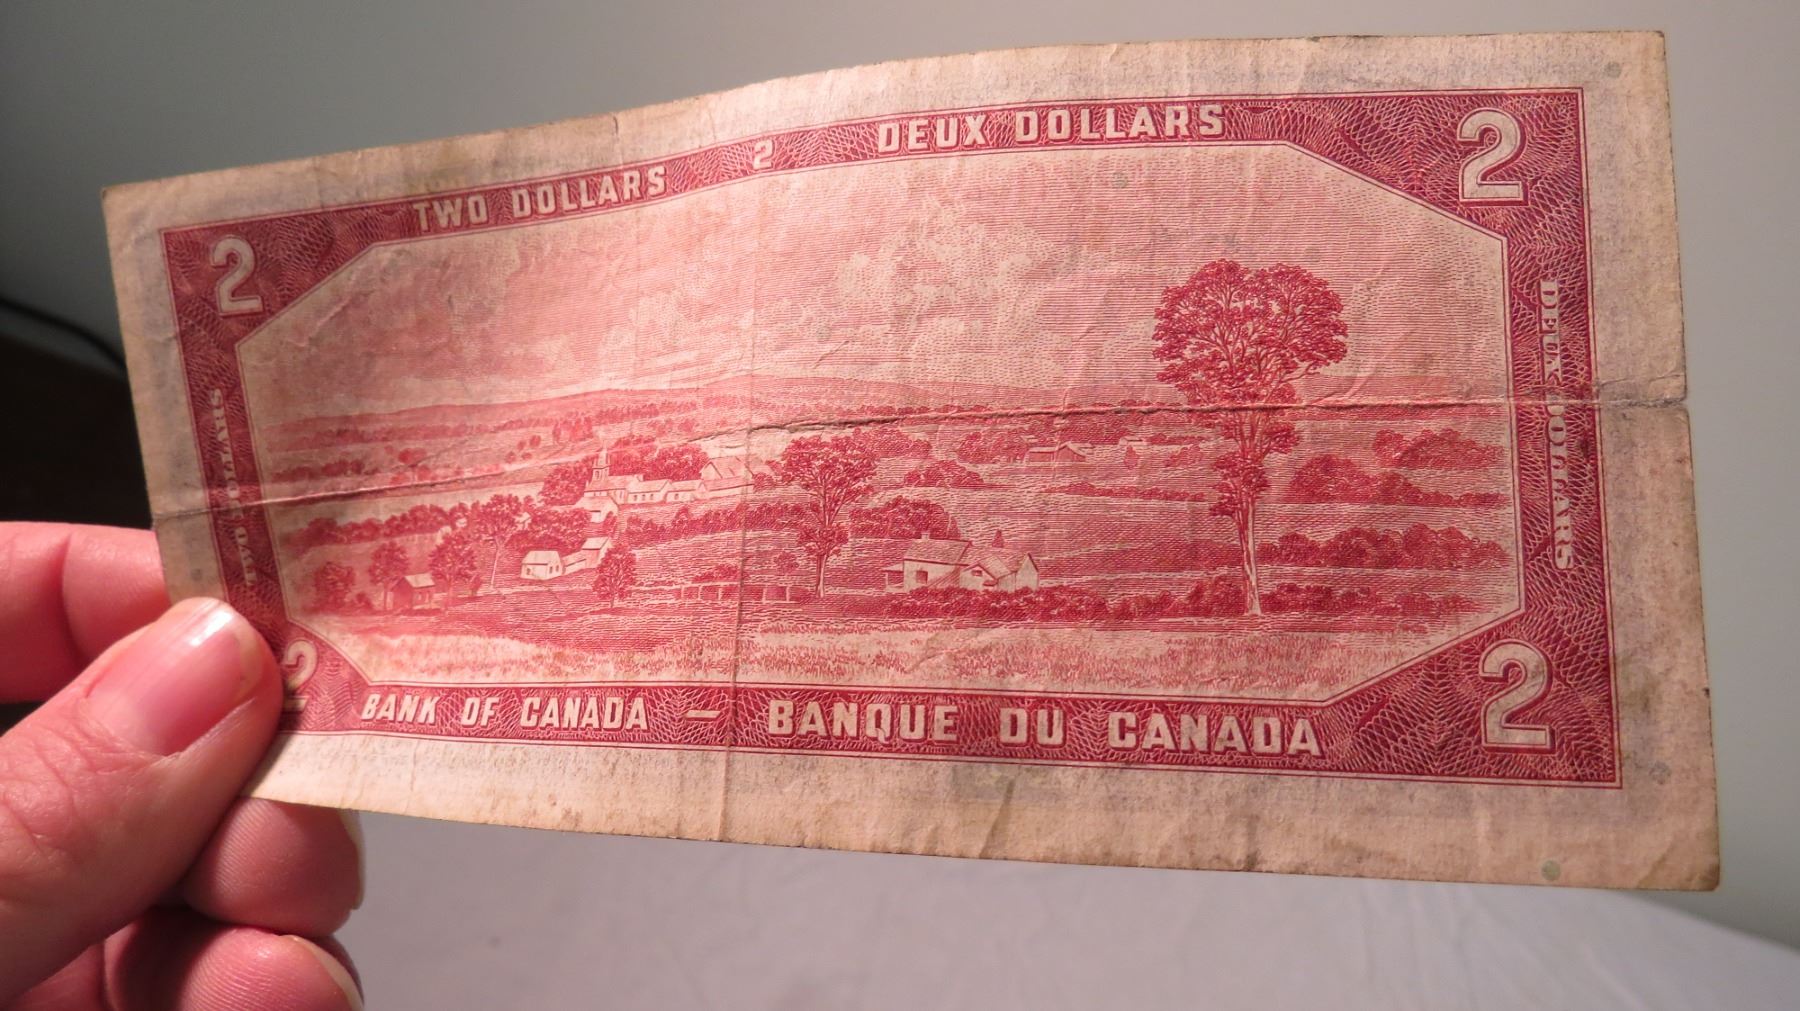 TWO DOLLARS 2 DEUX DOLLARS
2 2
TWO DOLLARS
DEUX DOLLARS
2 2
BANK OF CANADA — BANQUE DU CANADA